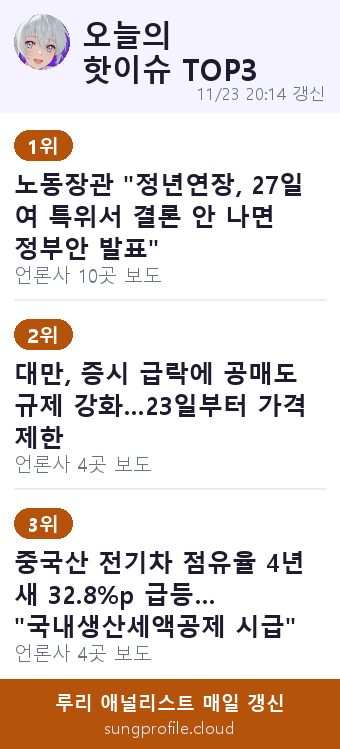 오늘의
핫이슈 TOP3
11/23 20:14 갱신
1위
노동장관 "정년연장, 27일
여 특위서 결론 안 나면
정부안 발표"
언론사 10곳 보도
2위
대만, 증시 급락에 공매도
규제 강화...23일부터 가격
제한
언론사 4곳 보도
3위
중국산 전기차 점유율 4년
새 32.8%p 급등...
"국내생산세액공제 시급"
언론사 4곳 보도
루리 애널리스트 매일 갱신
sungprofile.cloud